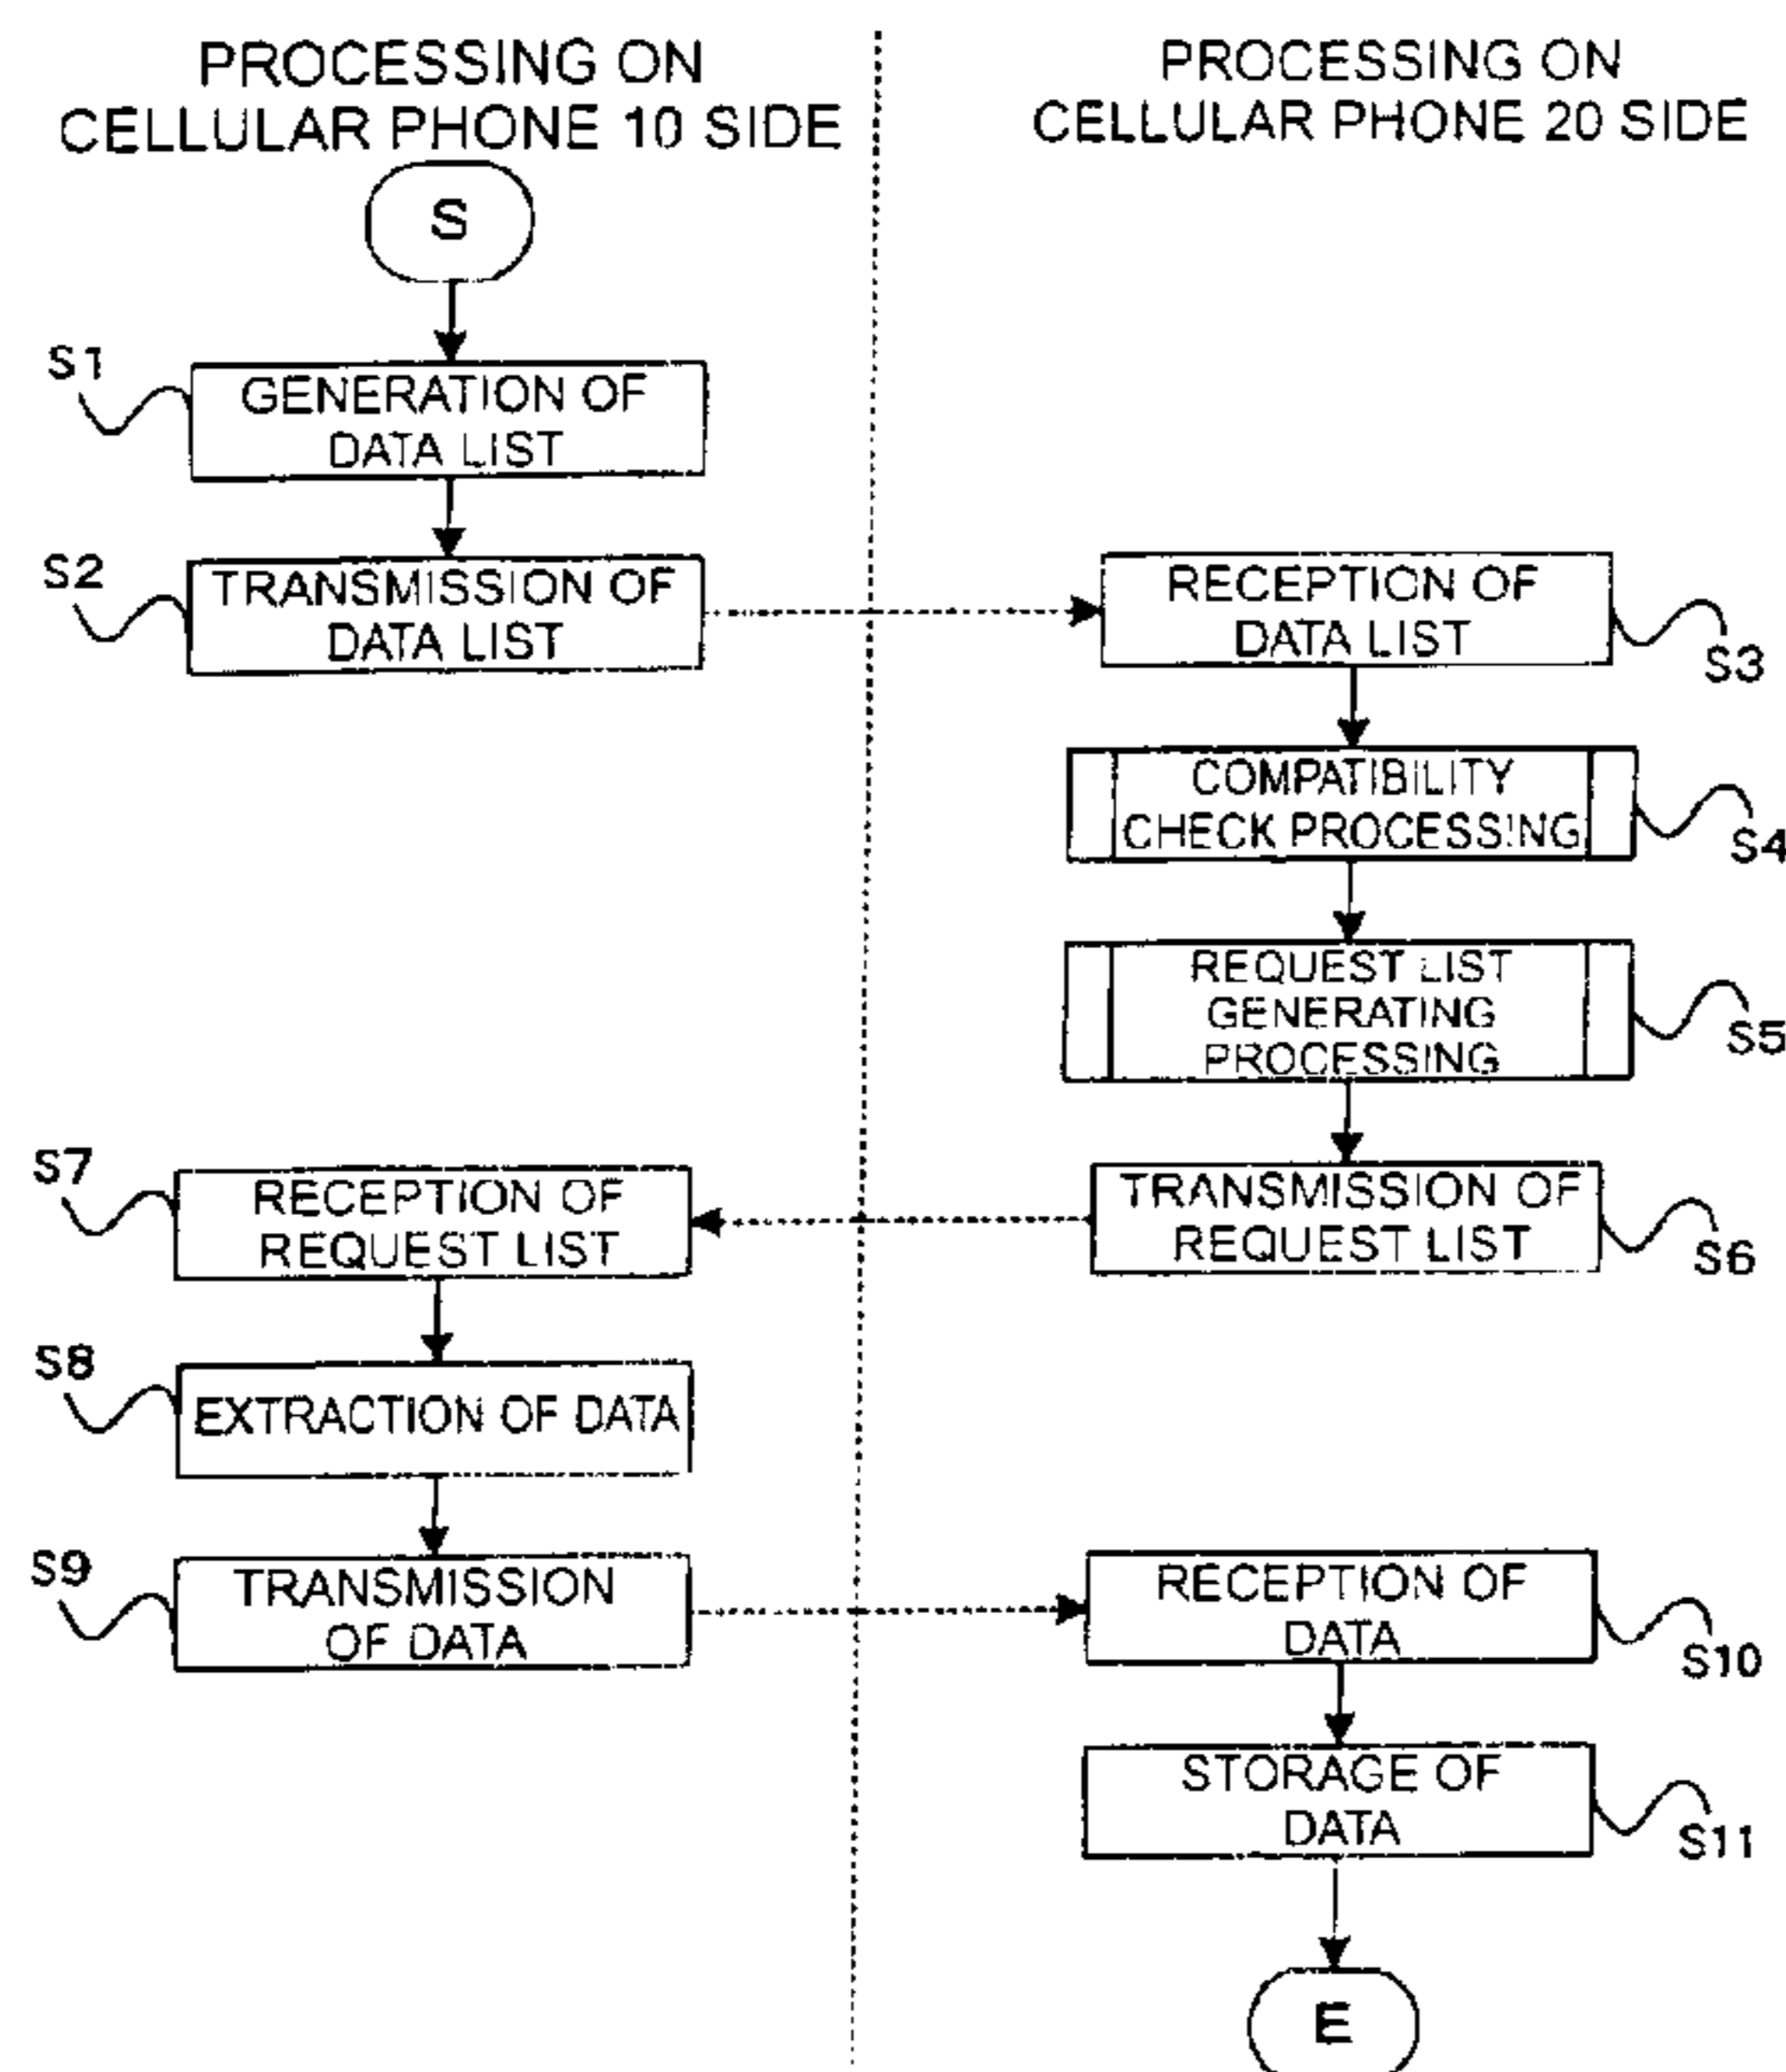 PROCESSING ON
CELLULAR PHONE 10 SIDE
PROCESSING ON
CELLULAR PHONE 20 SIDE
S
S1
GENERATION OF
DATA LIST
S2
TRANSMISSION OF
DATA LIST
RECEPTION OF
DATA LIST
S3
COMPATIBILITY
CHECK PROCESSING
S4
REQUEST LIST
GENERATING
PROCESSING
S5
TRANSMISSION OF
REQUEST LIST
S6
S7
RECEPTION OF
REQUEST LIST
S8
EXTRACTION OF DATA
S9
TRANSMISSION
OF DATA
RECEPTION OF
DATA
S10
STORAGE OF
DATA
S11
E